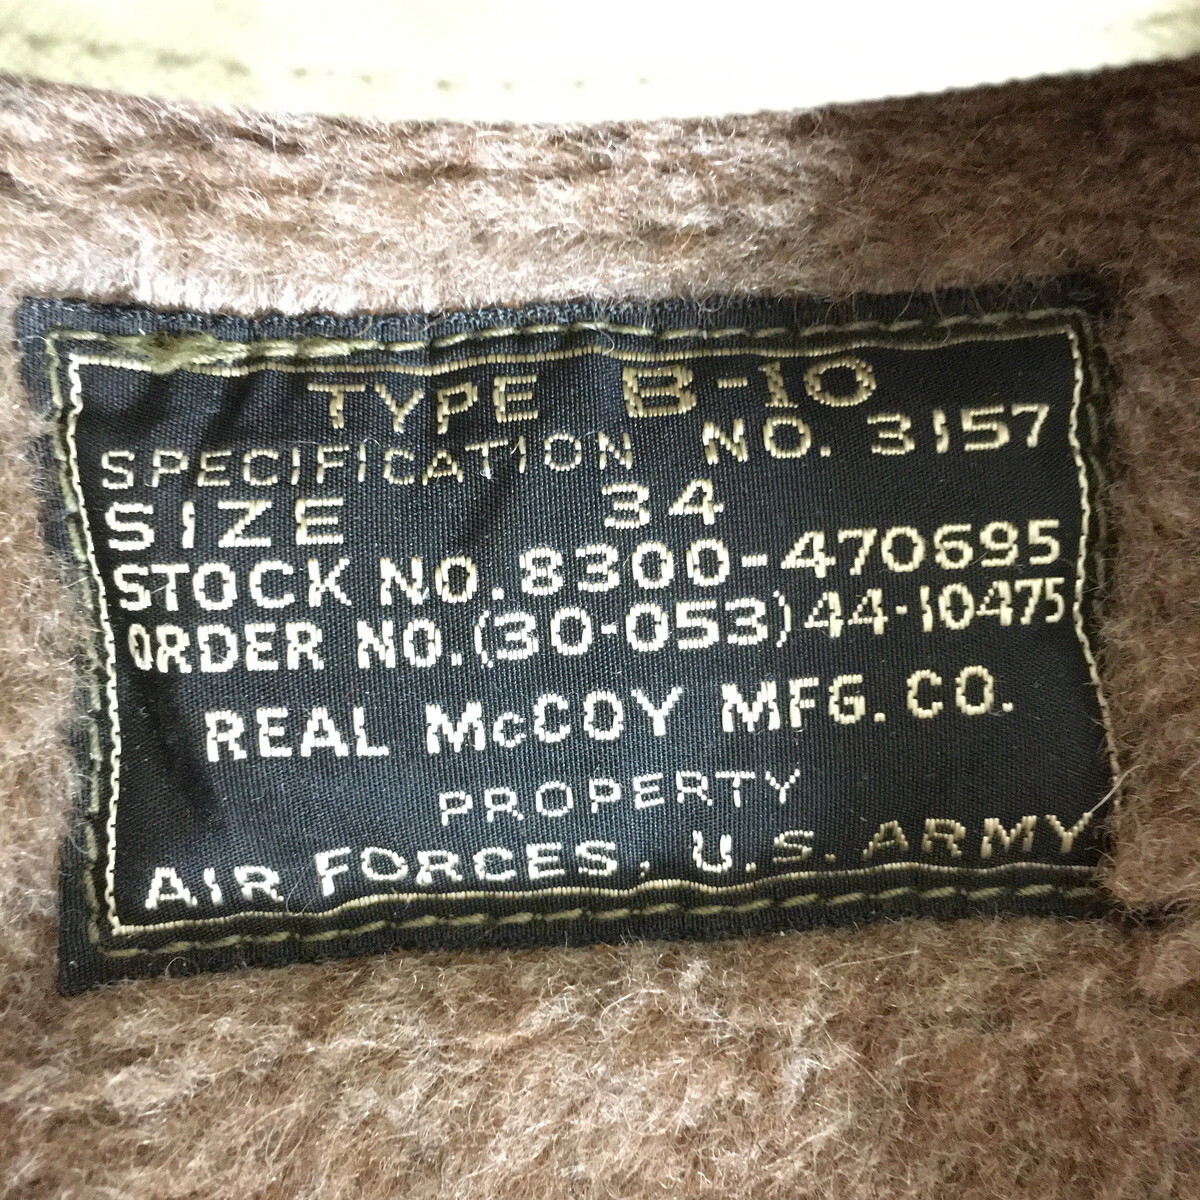 TYPE B-10
SPECIFICATION NO. 3157
SIZE 34
STOCK NO. 8300-470695
ORDER NO. (30-053) 44-10475
REAL McCOY MFG. CO.
PROPERTY
AIR FORCES, U.S. ARMY